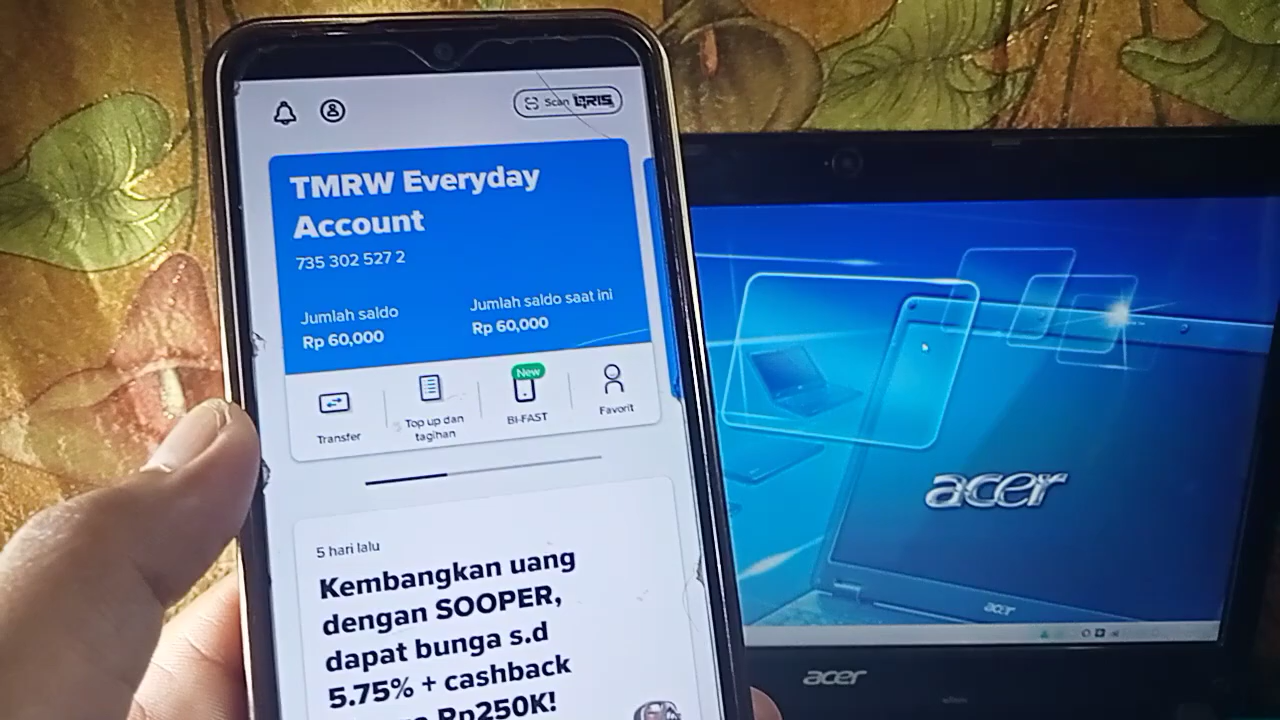 Scan QRIS
TMRW Everyday
Account
735 302 527 2
Jumlah saldo
Rp 60,000
Jumlah saldo saat ini
Rp 60,000
Transfer
Top up dan
tagihan
New
BI-FAST
Favorit
5 hari lalu
Kembangkan uang
dengan SOOPER,
dapat bunga s.d
5.75% + cashback
Rp250K!
acer
acer
acer